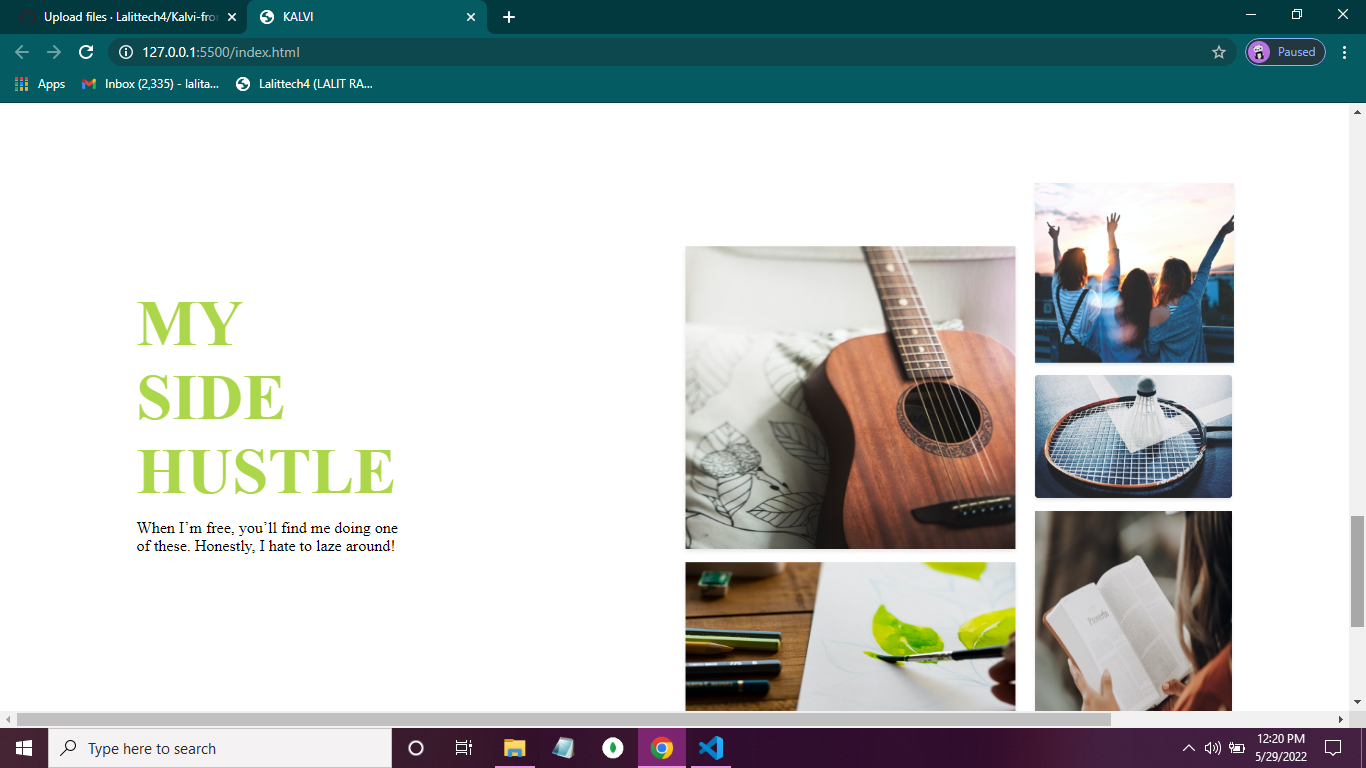 Upload files · Lalittech4/Kalvi-fron
KALVI
127.0.0.1:5500/index.html
Paused
Apps
Inbox (2,335) - lalita...
Lalittech4 (LALIT RA...
MY
SIDE
HUSTLE
When I'm free, you'll find me doing one
of these. Honestly, I hate to laze around!
Proverbs
Type here to search
12:20 PM
5/29/2022